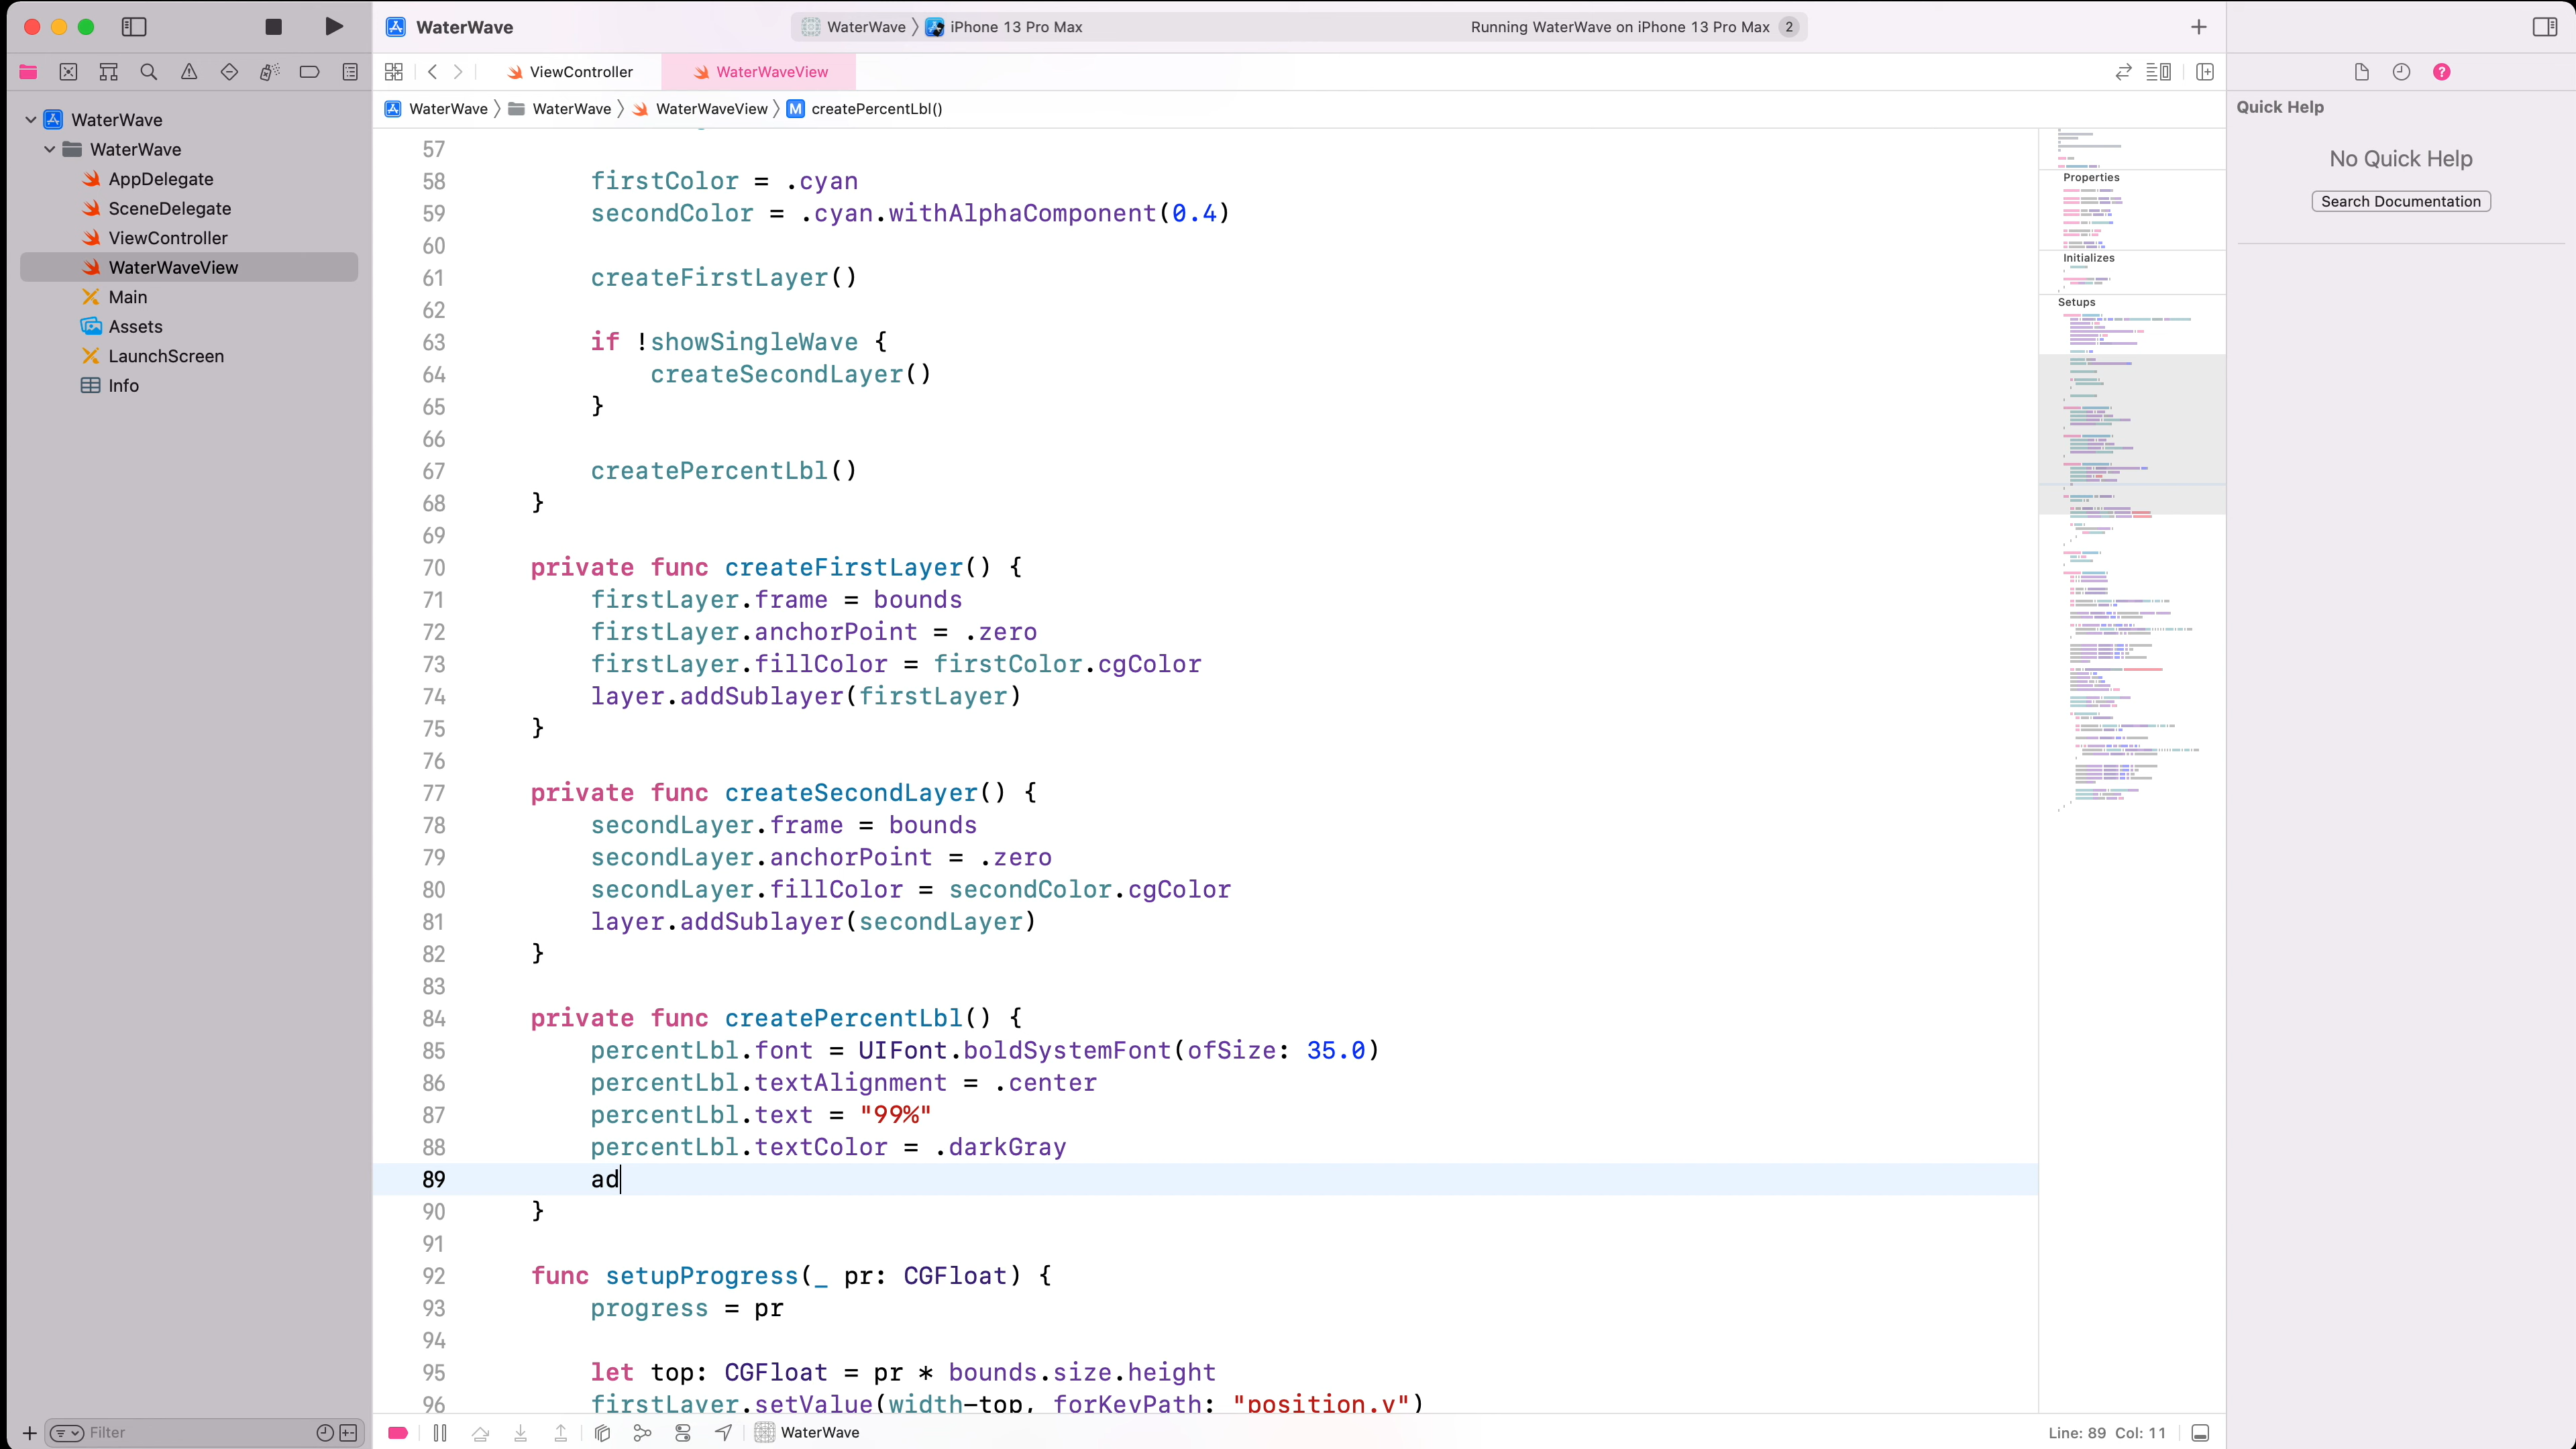 WaterWave
WaterWave iPhone 13 Pro Max
Running WaterWave on iPhone 13 Pro Max 2
ViewController
WaterWaveView
WaterWave WaterWave WaterWaveView M createPercentLbl()
WaterWave
WaterWave
AppDelegate
SceneDelegate
ViewController
WaterWaveView
Main
Assets
LaunchScreen
Info
57
58 firstColor = .cyan
59 secondColor = .cyan.withAlphaComponent(0.4)
60
61 createFirstLayer()
62
63 if !showSingleWave {
64 createSecondLayer()
65 }
66
67 createPercentLbl()
68 }
69
70 private func createFirstLayer() {
71 firstLayer.frame = bounds
72 firstLayer.anchorPoint = .zero
73 firstLayer.fillColor = firstColor.cgColor
74 layer.addSublayer(firstLayer)
75 }
76
77 private func createSecondLayer() {
78 secondLayer.frame = bounds
79 secondLayer.anchorPoint = .zero
80 secondLayer.fillColor = secondColor.cgColor
81 layer.addSublayer(secondLayer)
82 }
83
84 private func createPercentLbl() {
85 percentLbl.font = UIFont.boldSystemFont(ofSize: 35.0)
86 percentLbl.textAlignment = .center
87 percentLbl.text = "99%"
88 percentLbl.textColor = .darkGray
89 ad
90 }
91
92 func setupProgress(_ pr: CGFloat) {
93 progress = pr
94
95 let top: CGFloat = pr * bounds.size.height
96 firstLayer.setValue(width-top, forKeyPath: "position.y")
Properties
Initializes
Setups
Quick Help
No Quick Help
Search Documentation
Filter
WaterWave
Line: 89 Col: 11